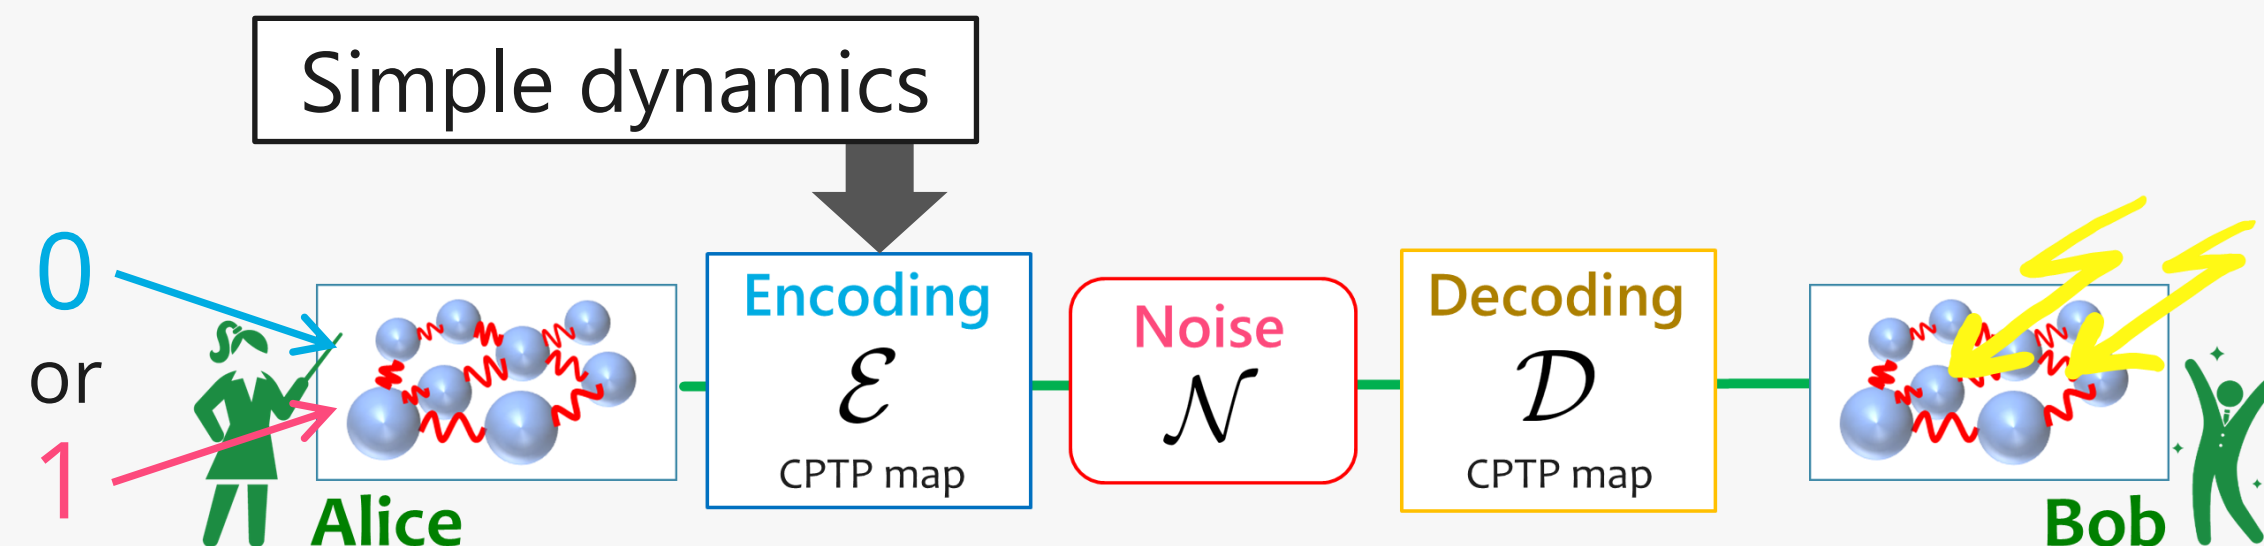 Simple dynamics
0
or
1
Alice
Encoding
ℰ
CPTP map
Noise
𝒩
Decoding
𝒟
CPTP map
Bob